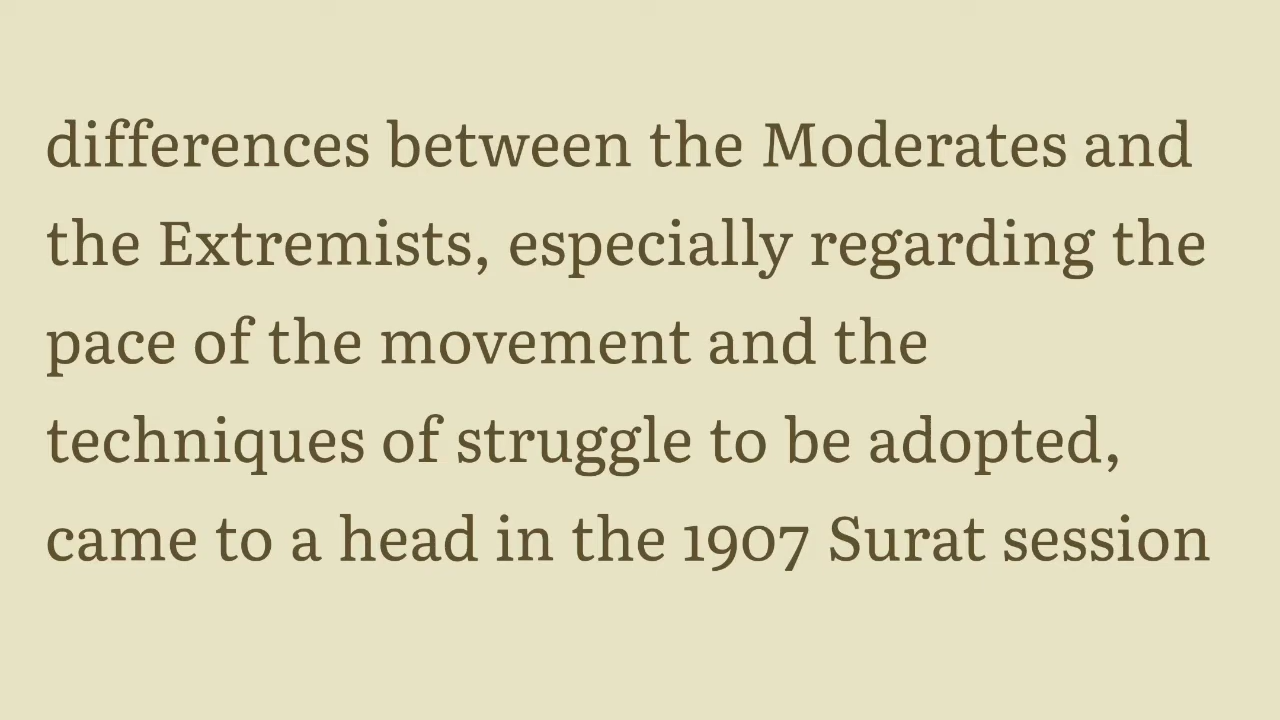 differences between the Moderates and
the Extremists, especially regarding the
pace of the movement and the
techniques of struggle to be adopted,
came to a head in the 1907 Surat session